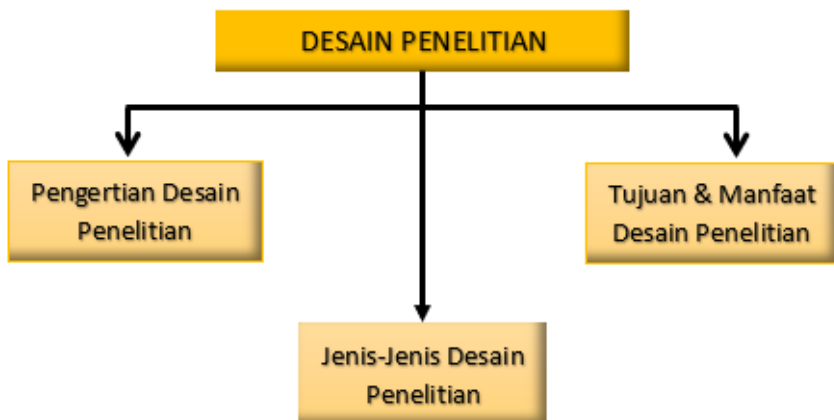 DESAIN PENELITIAN
Pengertian Desain
Penelitian
Tujuan & Manfaat
Desain Penelitian
Jenis-Jenis Desain
Penelitian